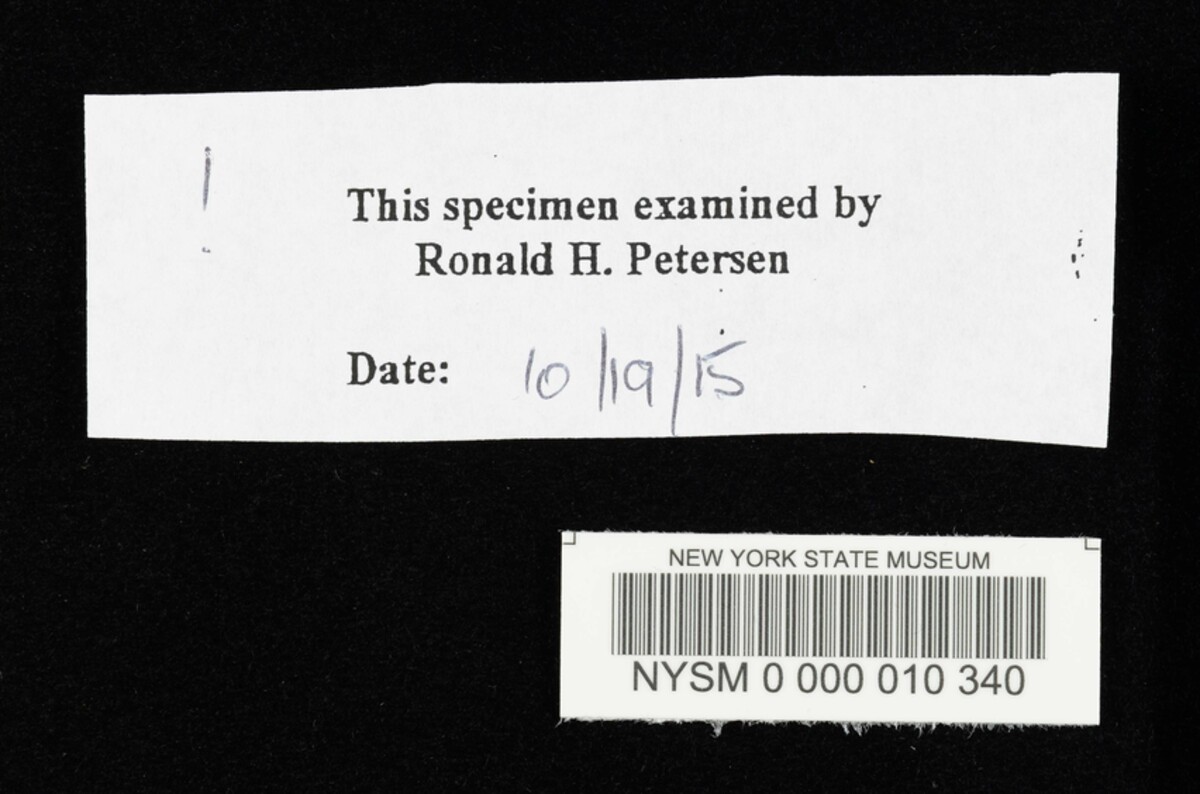 This specimen examined by
Ronald H. Petersen
Date: 10/19/15
NEW YORK STATE MUSEUM
NYSM 0 000 010 340